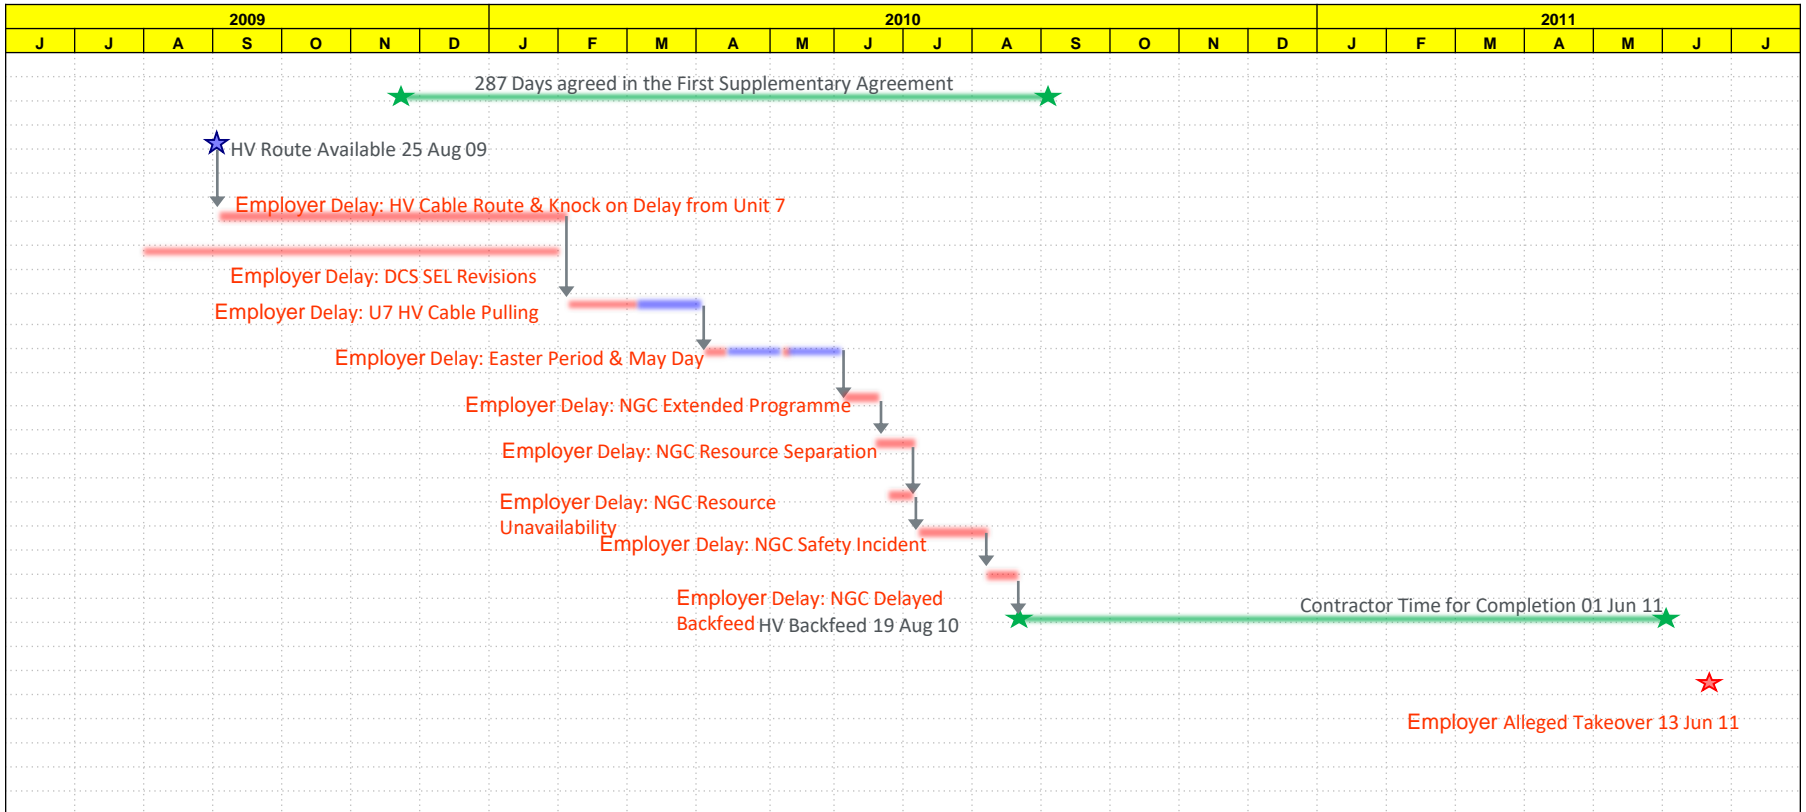 2009 2010 2011
J J A S O N D J F M A M J J A S O N D J F M A M J J
287 Days agreed in the First Supplementary Agreement
HV Route Available 25 Aug 09
Employer Delay: HV Cable Route & Knock on Delay from Unit 7
Employer Delay: DCS SEL Revisions
Employer Delay: U7 HV Cable Pulling
Employer Delay: Easter Period & May Day
Employer Delay: NGC Extended Programme
Employer Delay: NGC Resource Separation
Employer Delay: NGC Resource
Unavailability
Employer Delay: NGC Safety Incident
Employer Delay: NGC Delayed
Backfeed
HV Backfeed 19 Aug 10
Contractor Time for Completion 01 Jun 11
Employer Alleged Takeover 13 Jun 11